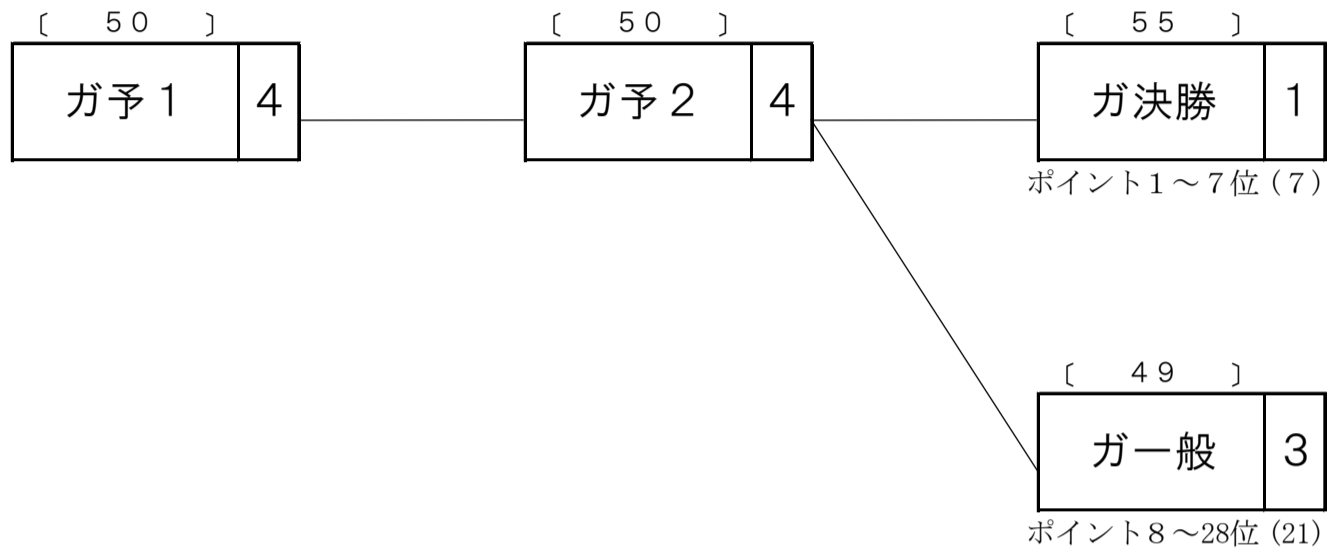 〔　５０　〕　〔　５０　〕　〔　５５　〕
ガ予１　4　ガ予２　4　ガ決勝　1
ポイント１～７位（７）
〔　４９　〕
ガ一般　3
ポイント８～28位（21）